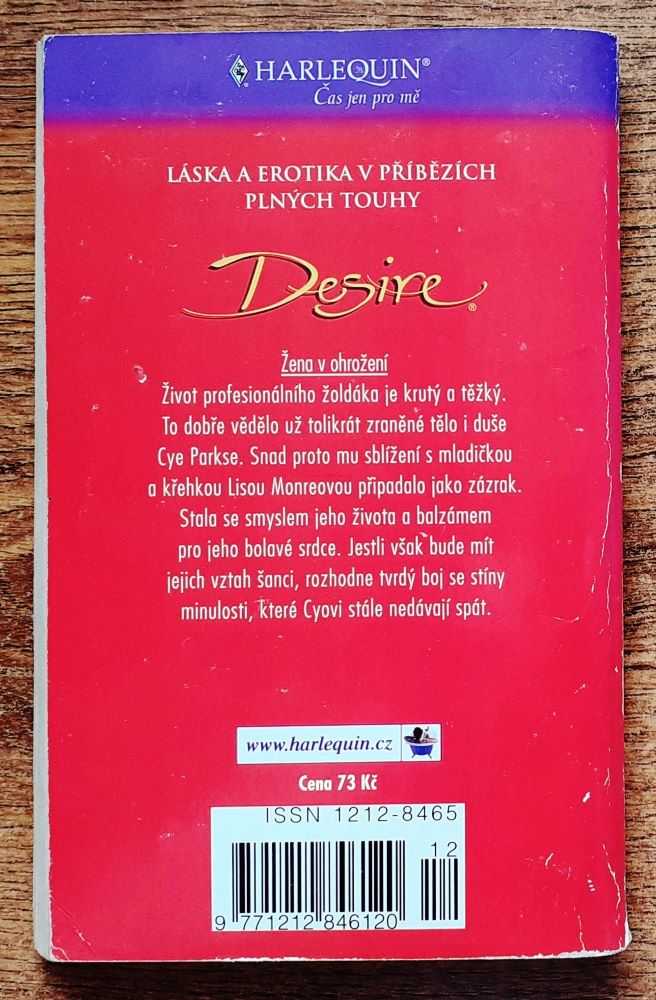 HARLEQUIN®
Čas jen pro mě
LÁSKA A EROTIKA V PŘÍBĚZÍCH
PLNÝCH TOUHY
Desire®
Žena v ohrožení
Život profesionálního žoldáka je krutý a těžký.
To dobře vědělo už tolikrát zraněné tělo i duše
Cye Parkse. Snad proto mu sblížení s mladičkou
a křehkou Lisou Monreovou připadalo jako zázrak.
Stala se smyslem jeho života a balzámem
pro jeho bolavé srdce. Jestli však bude mít
jejich vztah šanci, rozhodne tvrdý boj se stíny
minulosti, které Cyovi stále nedávají spát.
www.harlequin.cz
Cena 73 Kč
ISSN 1212-8465
12
9 771212 846120